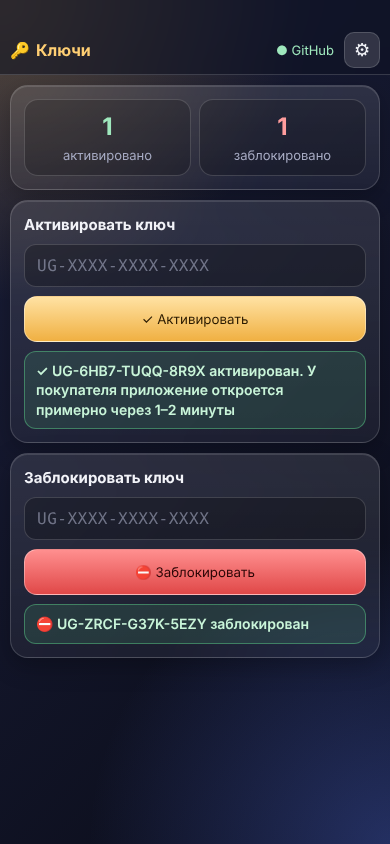 🔑 Ключи
GitHub
1
активировано
1
заблокировано
Активировать ключ
UG-XXXX-XXXX-XXXX
✓ Активировать
✓ UG-6HB7-TUQQ-8R9X активирован. У
покупателя приложение откроется
примерно через 1–2 минуты
Заблокировать ключ
UG-XXXX-XXXX-XXXX
⛔ Заблокировать
⛔ UG-ZRCF-G37K-5EZY заблокирован